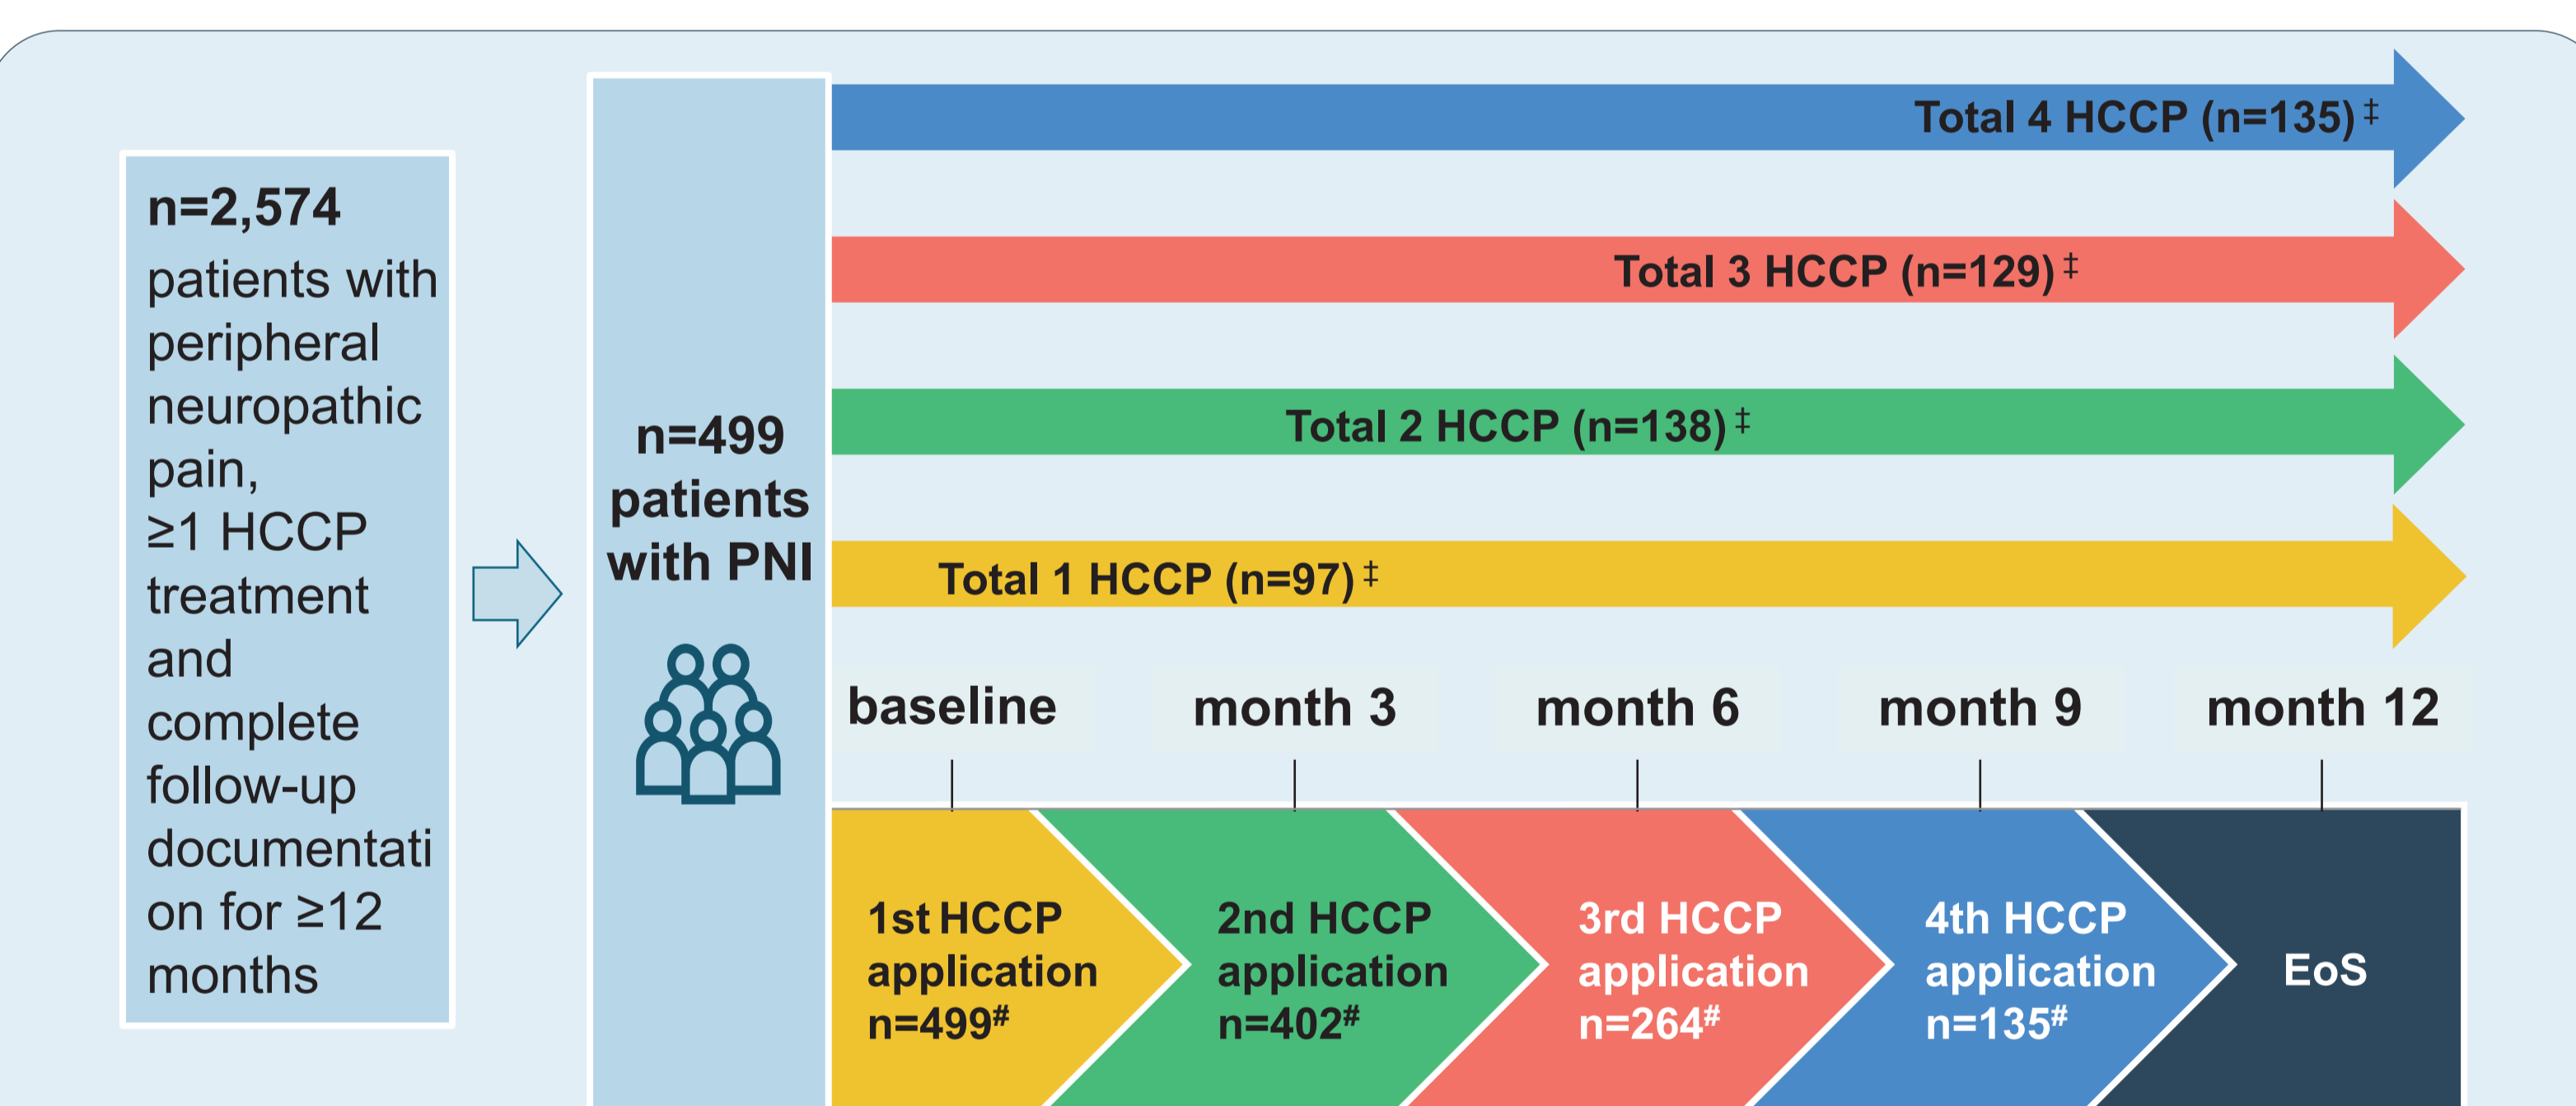 n=2,574
patients with
peripheral
neuropathic
pain,
≥1 HCCP
treatment
and
complete
follow-up
documentati
on for ≥12
months
n=499
patients
with PNI
Total 4 HCCP (n=135)‡
Total 3 HCCP (n=129)‡
Total 2 HCCP (n=138)‡
Total 1 HCCP (n=97)‡
baseline
month 3
month 6
month 9
month 12
1st HCCP
application
n=499#
2nd HCCP
application
n=402#
3rd HCCP
application
n=264#
4th HCCP
application
n=135#
EoS